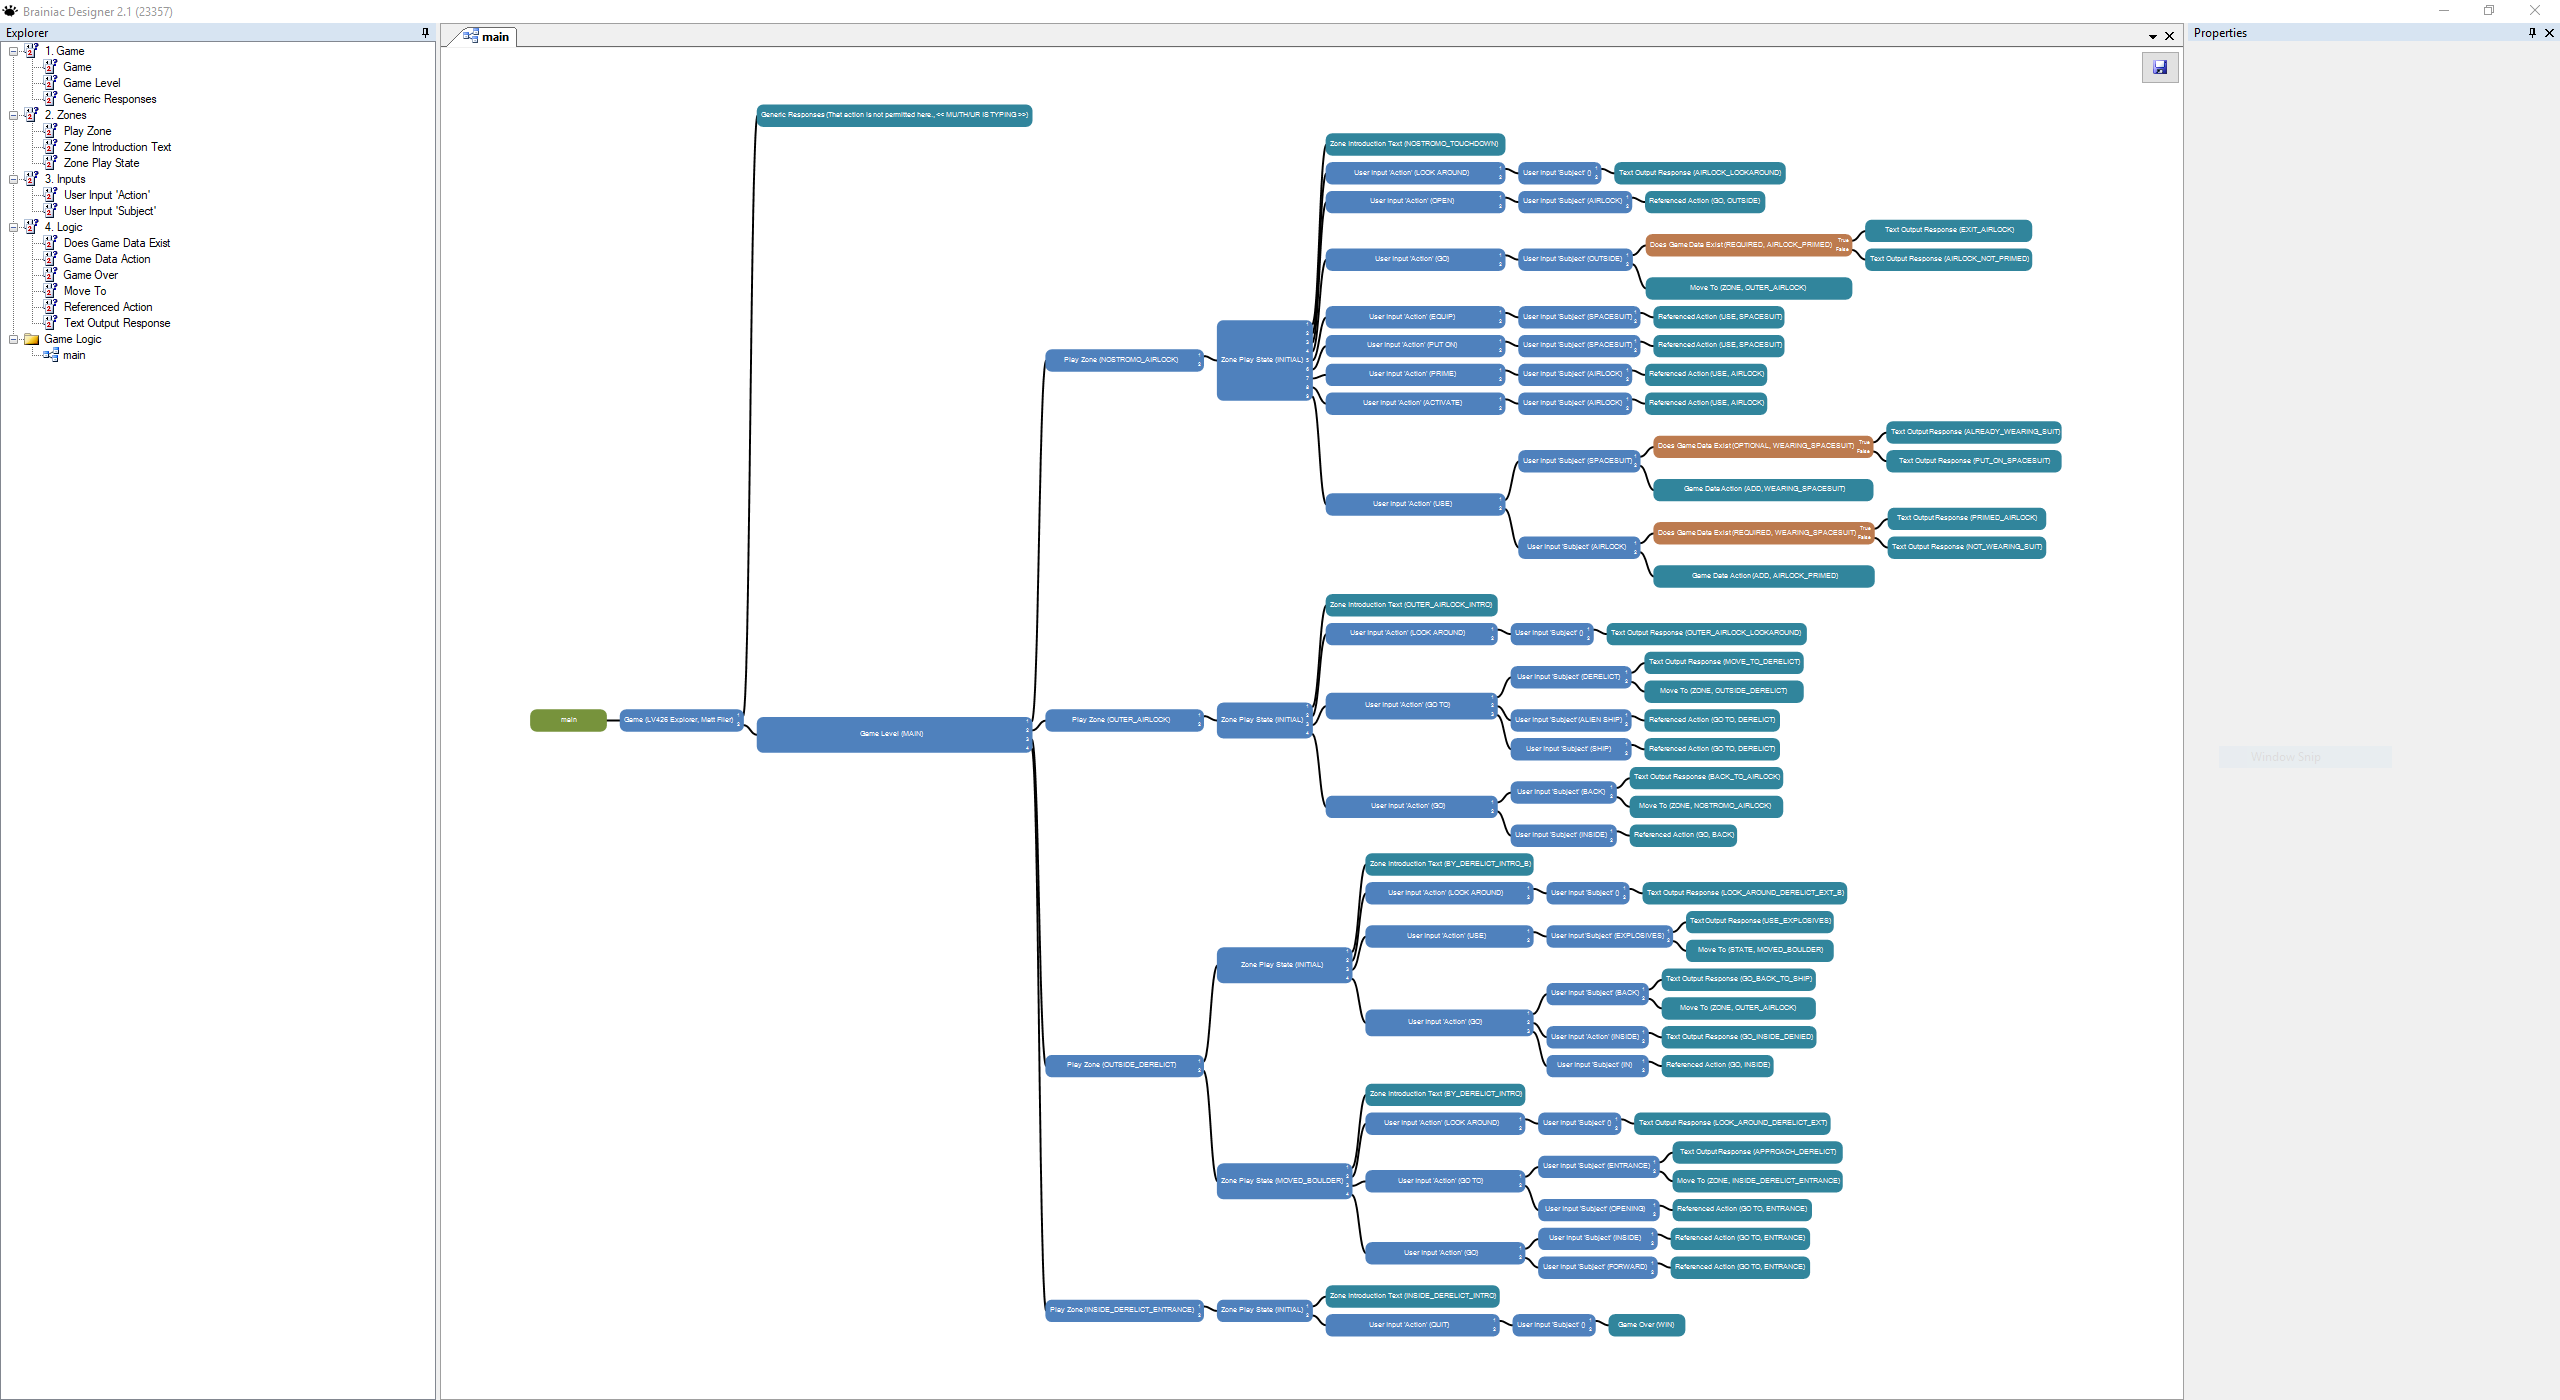 Brainiac Designer 2.1 (23357)
Explorer
1. Game
Game
Game Level
Generic Responses
2. Zones
Play Zone
Zone Introduction Text
Zone Play State
3. Inputs
User Input 'Action'
User Input 'Subject'
4. Logic
Does Game Data Exist
Game Data Action
Game Over
Move To
Referenced Action
Text Output Response
Game Logic
main
main
Properties
Window Snip
main
Game (LV426 Explorer, Matt Filer)
Generic Responses (That action is not permitted here., << MU/TH/UR IS TYPING >>)
Game Level (MAIN)
Play Zone (NOSTROMO_AIRLOCK)
Zone Play State (INITIAL)
Zone Introduction Text (NOSTROMO_TOUCHDOWN)
User Input 'Action' (LOOK AROUND)
User Input 'Subject' ()
Text Output Response (AIRLOCK_LOOKAROUND)
User Input 'Action' (OPEN)
User Input 'Subject' (AIRLOCK)
Referenced Action (GO, OUTSIDE)
User Input 'Action' (GO)
User Input 'Subject' (OUTSIDE)
Does Game Data Exist (REQUIRED, AIRLOCK_PRIMED)
True
False
Text Output Response (EXIT_AIRLOCK)
Text Output Response (AIRLOCK_NOT_PRIMED)
Move To (ZONE, OUTER_AIRLOCK)
User Input 'Action' (EQUIP)
User Input 'Subject' (SPACESUIT)
Referenced Action (USE, SPACESUIT)
User Input 'Action' (PUT ON)
User Input 'Subject' (SPACESUIT)
Referenced Action (USE, SPACESUIT)
User Input 'Action' (PRIME)
User Input 'Subject' (AIRLOCK)
Referenced Action (USE, AIRLOCK)
User Input 'Action' (ACTIVATE)
User Input 'Subject' (AIRLOCK)
Referenced Action (USE, AIRLOCK)
User Input 'Action' (USE)
User Input 'Subject' (SPACESUIT)
Does Game Data Exist (OPTIONAL, WEARING_SPACESUIT)
True
False
Text Output Response (ALREADY_WEARING_SUIT)
Text Output Response (PUT_ON_SPACESUIT)
Game Data Action (ADD, WEARING_SPACESUIT)
User Input 'Subject' (AIRLOCK)
Does Game Data Exist (REQUIRED, WEARING_SPACESUIT)
True
False
Text Output Response (PRIMED_AIRLOCK)
Text Output Response (NOT_WEARING_SUIT)
Game Data Action (ADD, AIRLOCK_PRIMED)
Play Zone (OUTER_AIRLOCK)
Zone Play State (INITIAL)
Zone Introduction Text (OUTER_AIRLOCK_INTRO)
User Input 'Action' (LOOK AROUND)
User Input 'Subject' ()
Text Output Response (OUTER_AIRLOCK_LOOKAROUND)
User Input 'Action' (GO TO)
User Input 'Subject' (DERELICT)
Text Output Response (MOVE_TO_DERELICT)
Move To (ZONE, OUTSIDE_DERELICT)
User Input 'Subject' (ALIEN SHIP)
Referenced Action (GO TO, DERELICT)
User Input 'Subject' (SHIP)
Referenced Action (GO TO, DERELICT)
User Input 'Action' (GO)
User Input 'Subject' (BACK)
Text Output Response (BACK_TO_AIRLOCK)
Move To (ZONE, NOSTROMO_AIRLOCK)
User Input 'Subject' (INSIDE)
Referenced Action (GO, BACK)
Play Zone (OUTSIDE_DERELICT)
Zone Play State (INITIAL)
Zone Introduction Text (BY_DERELICT_INTRO_B)
User Input 'Action' (LOOK AROUND)
User Input 'Subject' ()
Text Output Response (LOOK_AROUND_DERELICT_EXT_B)
User Input 'Action' (USE)
User Input 'Subject' (EXPLOSIVES)
Text Output Response (USE_EXPLOSIVES)
Move To (STATE, MOVED_BOULDER)
User Input 'Action' (GO)
User Input 'Subject' (BACK)
Text Output Response (GO_BACK_TO_SHIP)
Move To (ZONE, OUTER_AIRLOCK)
User Input 'Action' (INSIDE)
Text Output Response (GO_INSIDE_DENIED)
User Input 'Subject' (IN)
Referenced Action (GO, INSIDE)
Zone Play State (MOVED_BOULDER)
Zone Introduction Text (BY_DERELICT_INTRO)
User Input 'Action' (LOOK AROUND)
User Input 'Subject' ()
Text Output Response (LOOK_AROUND_DERELICT_EXT)
User Input 'Action' (GO TO)
User Input 'Subject' (ENTRANCE)
Text Output Response (APPROACH_DERELICT)
Move To (ZONE, INSIDE_DERELICT_ENTRANCE)
User Input 'Subject' (OPENING)
Referenced Action (GO TO, ENTRANCE)
User Input 'Action' (GO)
User Input 'Subject' (INSIDE)
Referenced Action (GO TO, ENTRANCE)
User Input 'Subject' (FORWARD)
Referenced Action (GO TO, ENTRANCE)
Play Zone (INSIDE_DERELICT_ENTRANCE)
Zone Play State (INITIAL)
Zone Introduction Text (INSIDE_DERELICT_INTRO)
User Input 'Action' (QUIT)
User Input 'Subject' ()
Game Over (WIN)